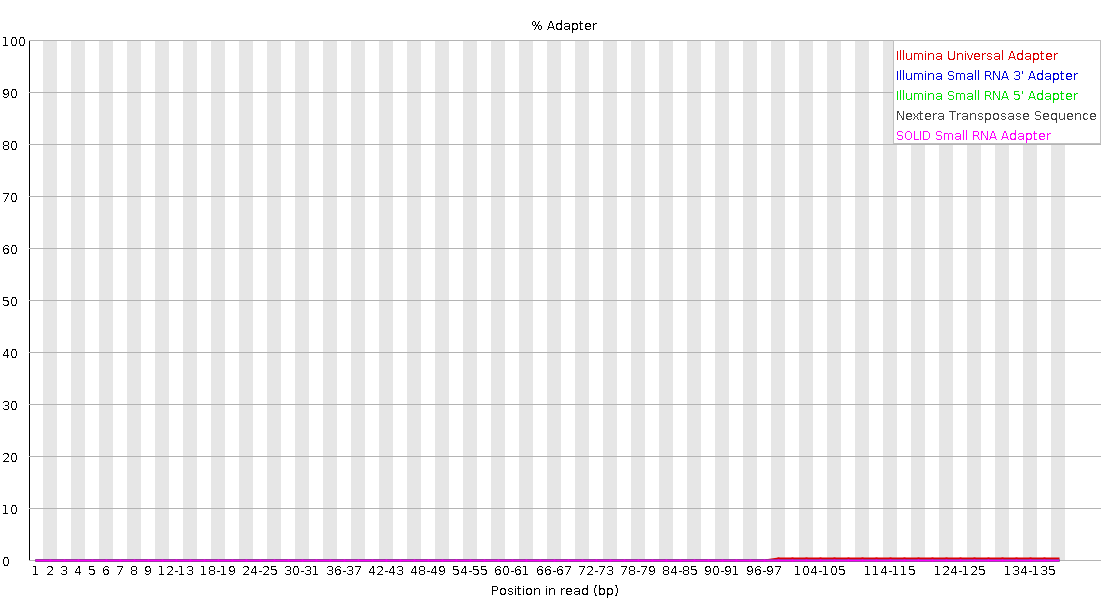 % Adapter
100
90
80
70
60
50
40
30
20
10
0
Illumina Universal Adapter
Illumina Small RNA 3' Adapter
Illumina Small RNA 5' Adapter
Nextera Transposase Sequence
SOLID Small RNA Adapter
1 2 3 4 5 6 7 8 9 12-13 18-19 24-25 30-31 36-37 42-43 48-49 54-55 60-61 66-67 72-73 78-79 84-85 90-91 96-97 104-105 114-115 124-125 134-135
Position in read (bp)